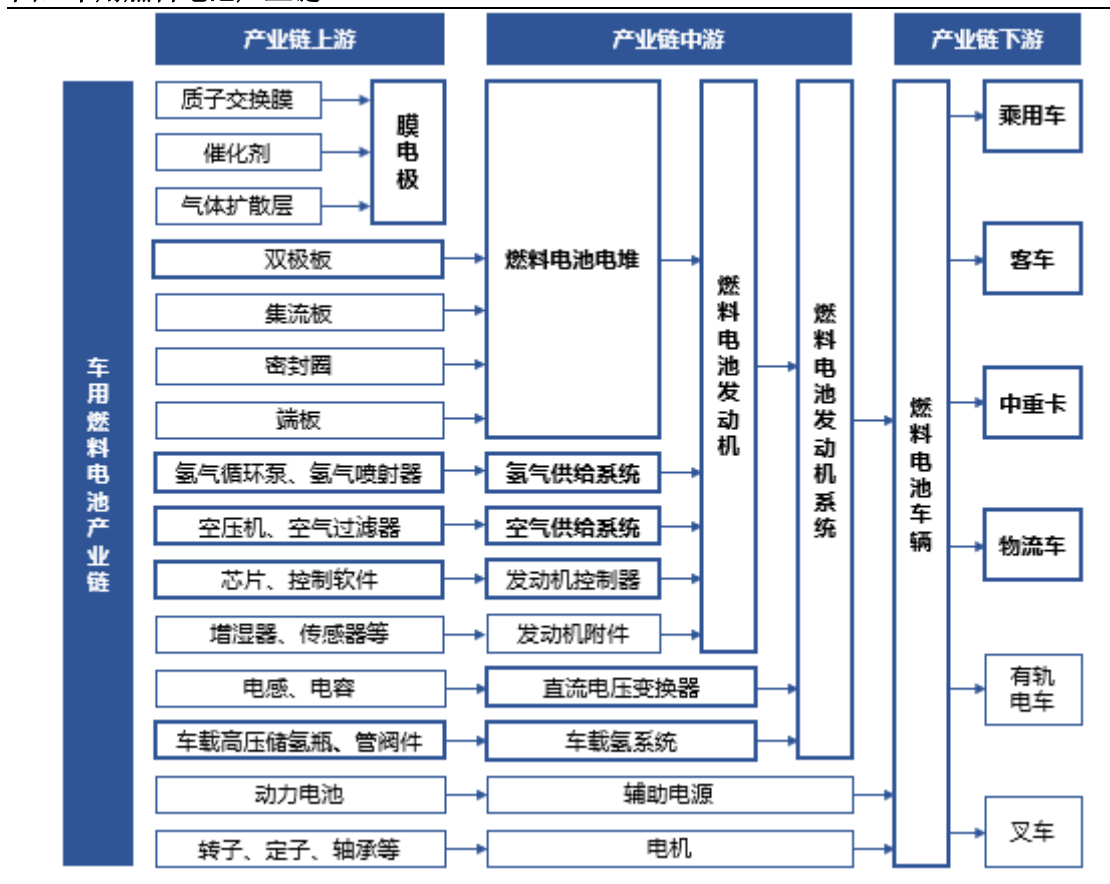 产业链上游
产业链中游
产业链下游
车用燃料电池产业链
质子交换膜
催化剂
气体扩散层
膜电极
双极板
集流板
密封圈
端板
氢气循环泵、氢气喷射器
空压机、空气过滤器
芯片、控制软件
增湿器、传感器等
电感、电容
车载高压储氢瓶、管阀件
动力电池
转子、定子、轴承等
燃料电池电堆
氢气供给系统
空气供给系统
发动机控制器
发动机附件
直流电压变换器
车载氢系统
辅助电源
电机
燃料电池发动机
燃料电池发动机系统
燃料电池车辆
乘用车
客车
中重卡
物流车
有轨
电车
叉车